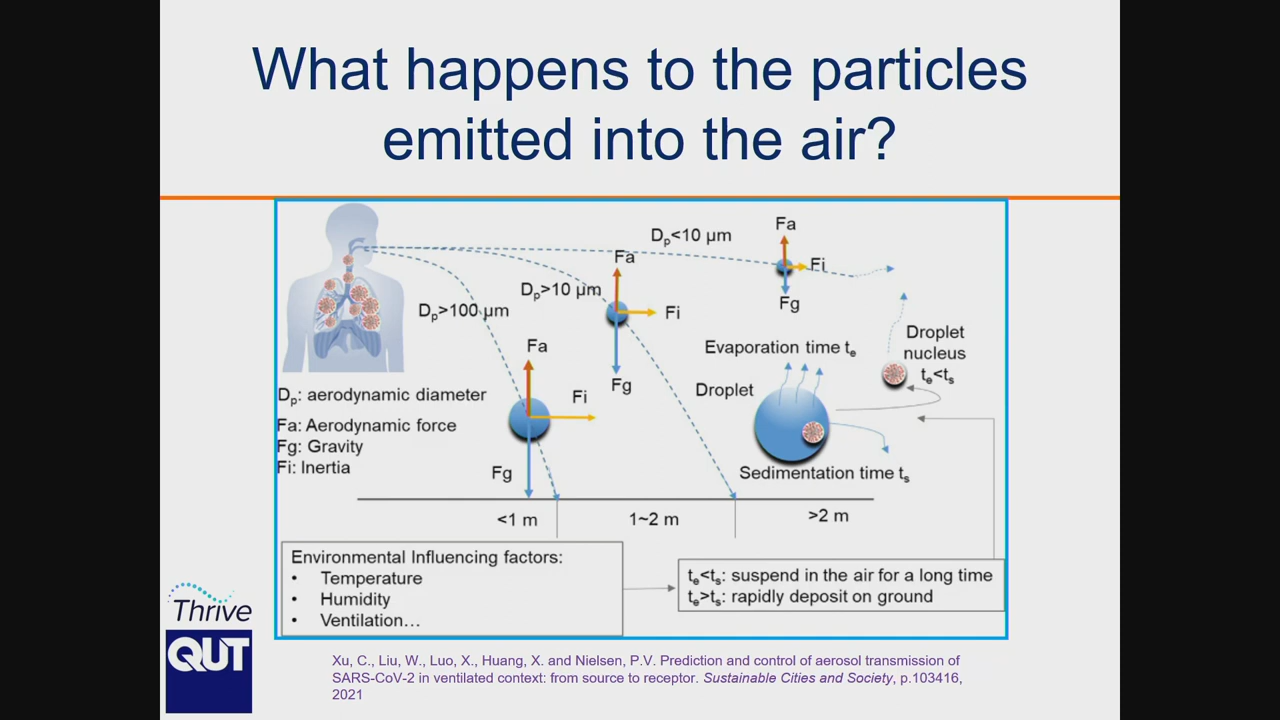 What happens to the particles
emitted into the air?
Dp<10 µm
Fa
Fi
Fg
Dp>10 µm
Fa
Fi
Fg
Dp>100 µm
Fa
Fi
Fg
Dp: aerodynamic diameter
Fa: Aerodynamic force
Fg: Gravity
Fi: Inertia
Evaporation time te
Droplet
Sedimentation time ts
Droplet
nucleus
te<ts
<1 m
1~2 m
>2 m
Environmental Influencing factors:
• Temperature
• Humidity
• Ventilation…
te<ts: suspend in the air for a long time
te>ts: rapidly deposit on ground
Thrive
QUT
Xu, C., Liu, W., Luo, X., Huang, X. and Nielsen, P.V. Prediction and control of aerosol transmission of
SARS-CoV-2 in ventilated context: from source to receptor. Sustainable Cities and Society, p.103416,
2021